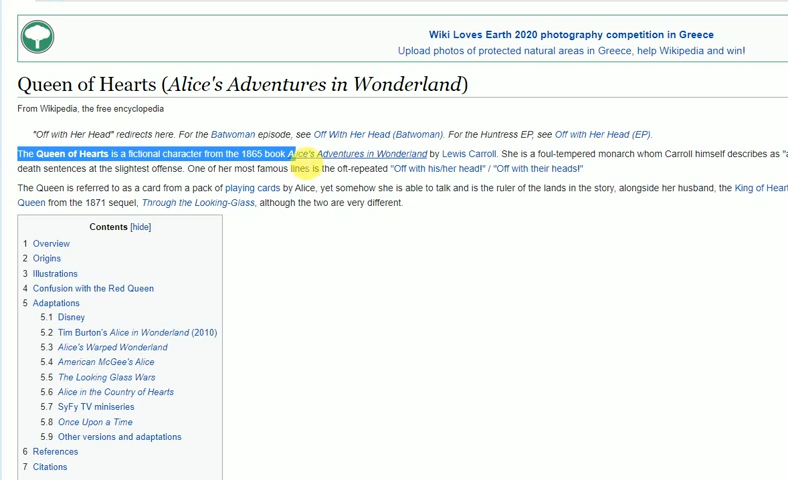 Wiki Loves Earth 2020 photography competition in Greece
Upload photos of protected natural areas in Greece, help Wikipedia and win!
Queen of Hearts (Alice's Adventures in Wonderland)
From Wikipedia, the free encyclopedia
"Off with Her Head" redirects here. For the Batwoman episode, see Off With Her Head (Batwoman). For the Huntress EP, see Off with Her Head (EP).
The Queen of Hearts is a fictional character from the 1865 book Alice's Adventures in Wonderland by Lewis Carroll. She is a foul-tempered monarch whom Carroll himself describes as "a
death sentences at the slightest offense. One of her most famous lines is the oft-repeated "Off with his/her head!" / "Off with their heads!"
The Queen is referred to as a card from a pack of playing cards by Alice, yet somehow she is able to talk and is the ruler of the lands in the story, alongside her husband, the King of Heart
Queen from the 1871 sequel, Through the Looking-Glass, although the two are very different.
Contents [hide]
1 Overview
2 Origins
3 Illustrations
4 Confusion with the Red Queen
5 Adaptations
5.1 Disney
5.2 Tim Burton's Alice in Wonderland (2010)
5.3 Alice's Warped Wonderland
5.4 American McGee's Alice
5.5 The Looking Glass Wars
5.6 Alice in the Country of Hearts
5.7 SyFy TV miniseries
5.8 Once Upon a Time
5.9 Other versions and adaptations
6 References
7 Citations